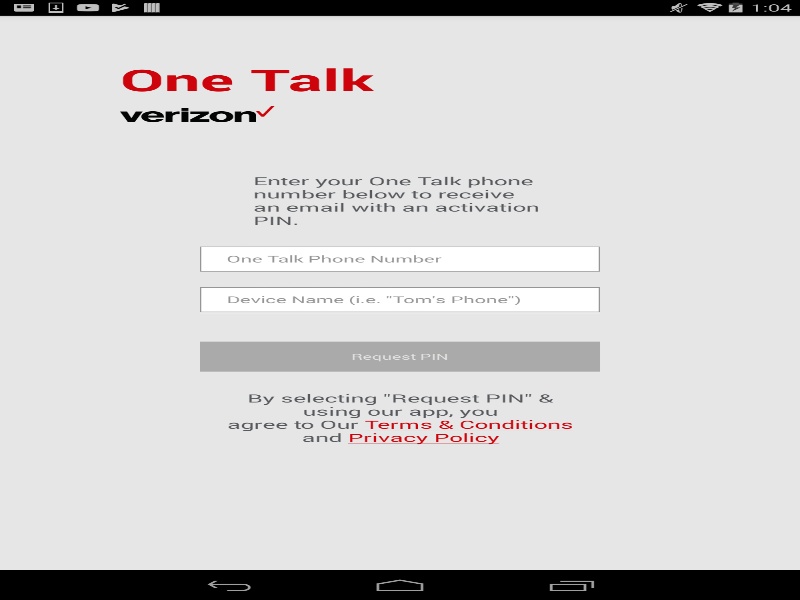 1:04
One Talk
verizon
Enter your One Talk phone
number below to receive
an email with an activation
PIN.
One Talk Phone Number
Device Name (i.e. "Tom's Phone")
Request PIN
By selecting "Request PIN" &
using our app, you
agree to Our Terms & Conditions
and Privacy Policy